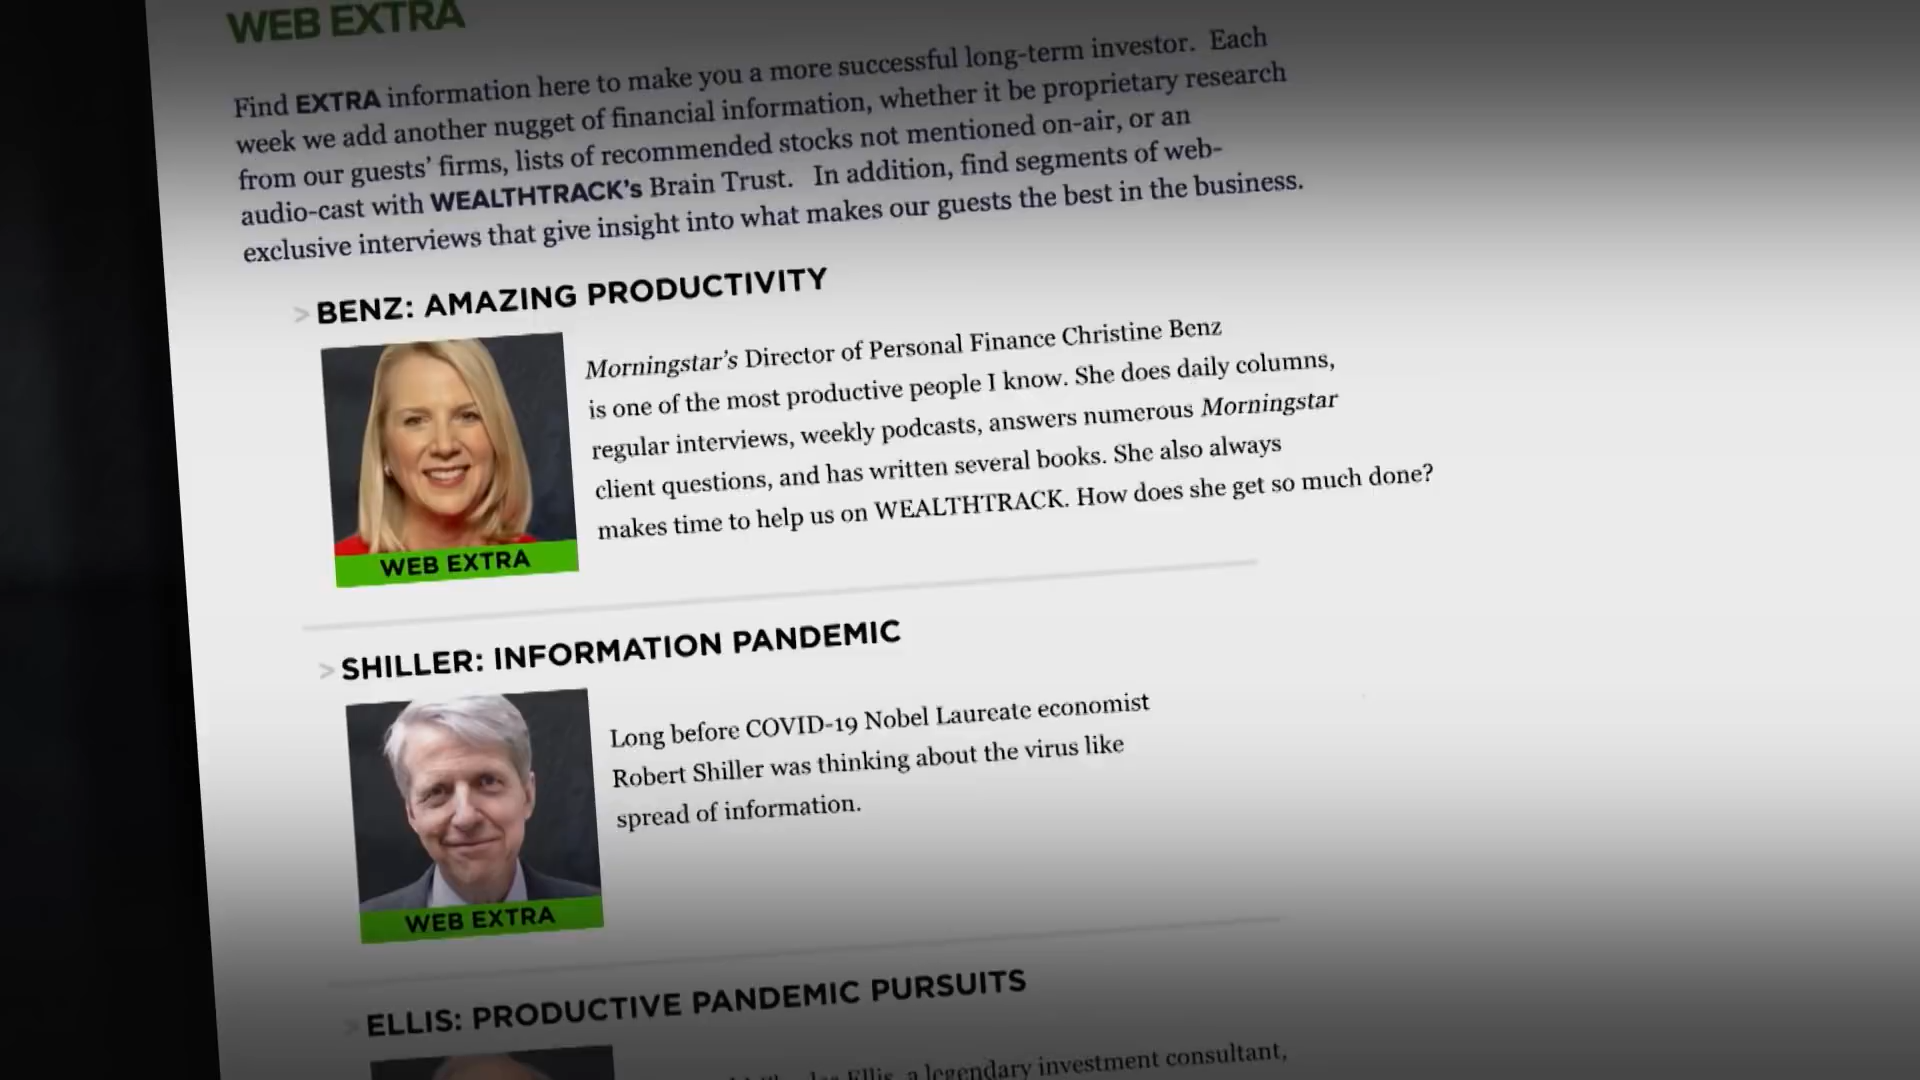 WEB EXTRA
Find EXTRA information here to make you a more successful long-term investor. Each
week we add another nugget of financial information, whether it be proprietary research
from our guests' firms, lists of recommended stocks not mentioned on-air, or an
audio-cast with WEALTHTRACK's Brain Trust. In addition, find segments of web-
exclusive interviews that give insight into what makes our guests the best in the business.
> BENZ: AMAZING PRODUCTIVITY
Morningstar's Director of Personal Finance Christine Benz
is one of the most productive people I know. She does daily columns,
regular interviews, weekly podcasts, answers numerous Morningstar
client questions, and has written several books. She also always
makes time to help us on WEALTHTRACK. How does she get so much done?
WEB EXTRA
> SHILLER: INFORMATION PANDEMIC
Long before COVID-19 Nobel Laureate economist
Robert Shiller was thinking about the virus like
spread of information.
WEB EXTRA
> ELLIS: PRODUCTIVE PANDEMIC PURSUITS
Ellis, a legendary investment consultant,